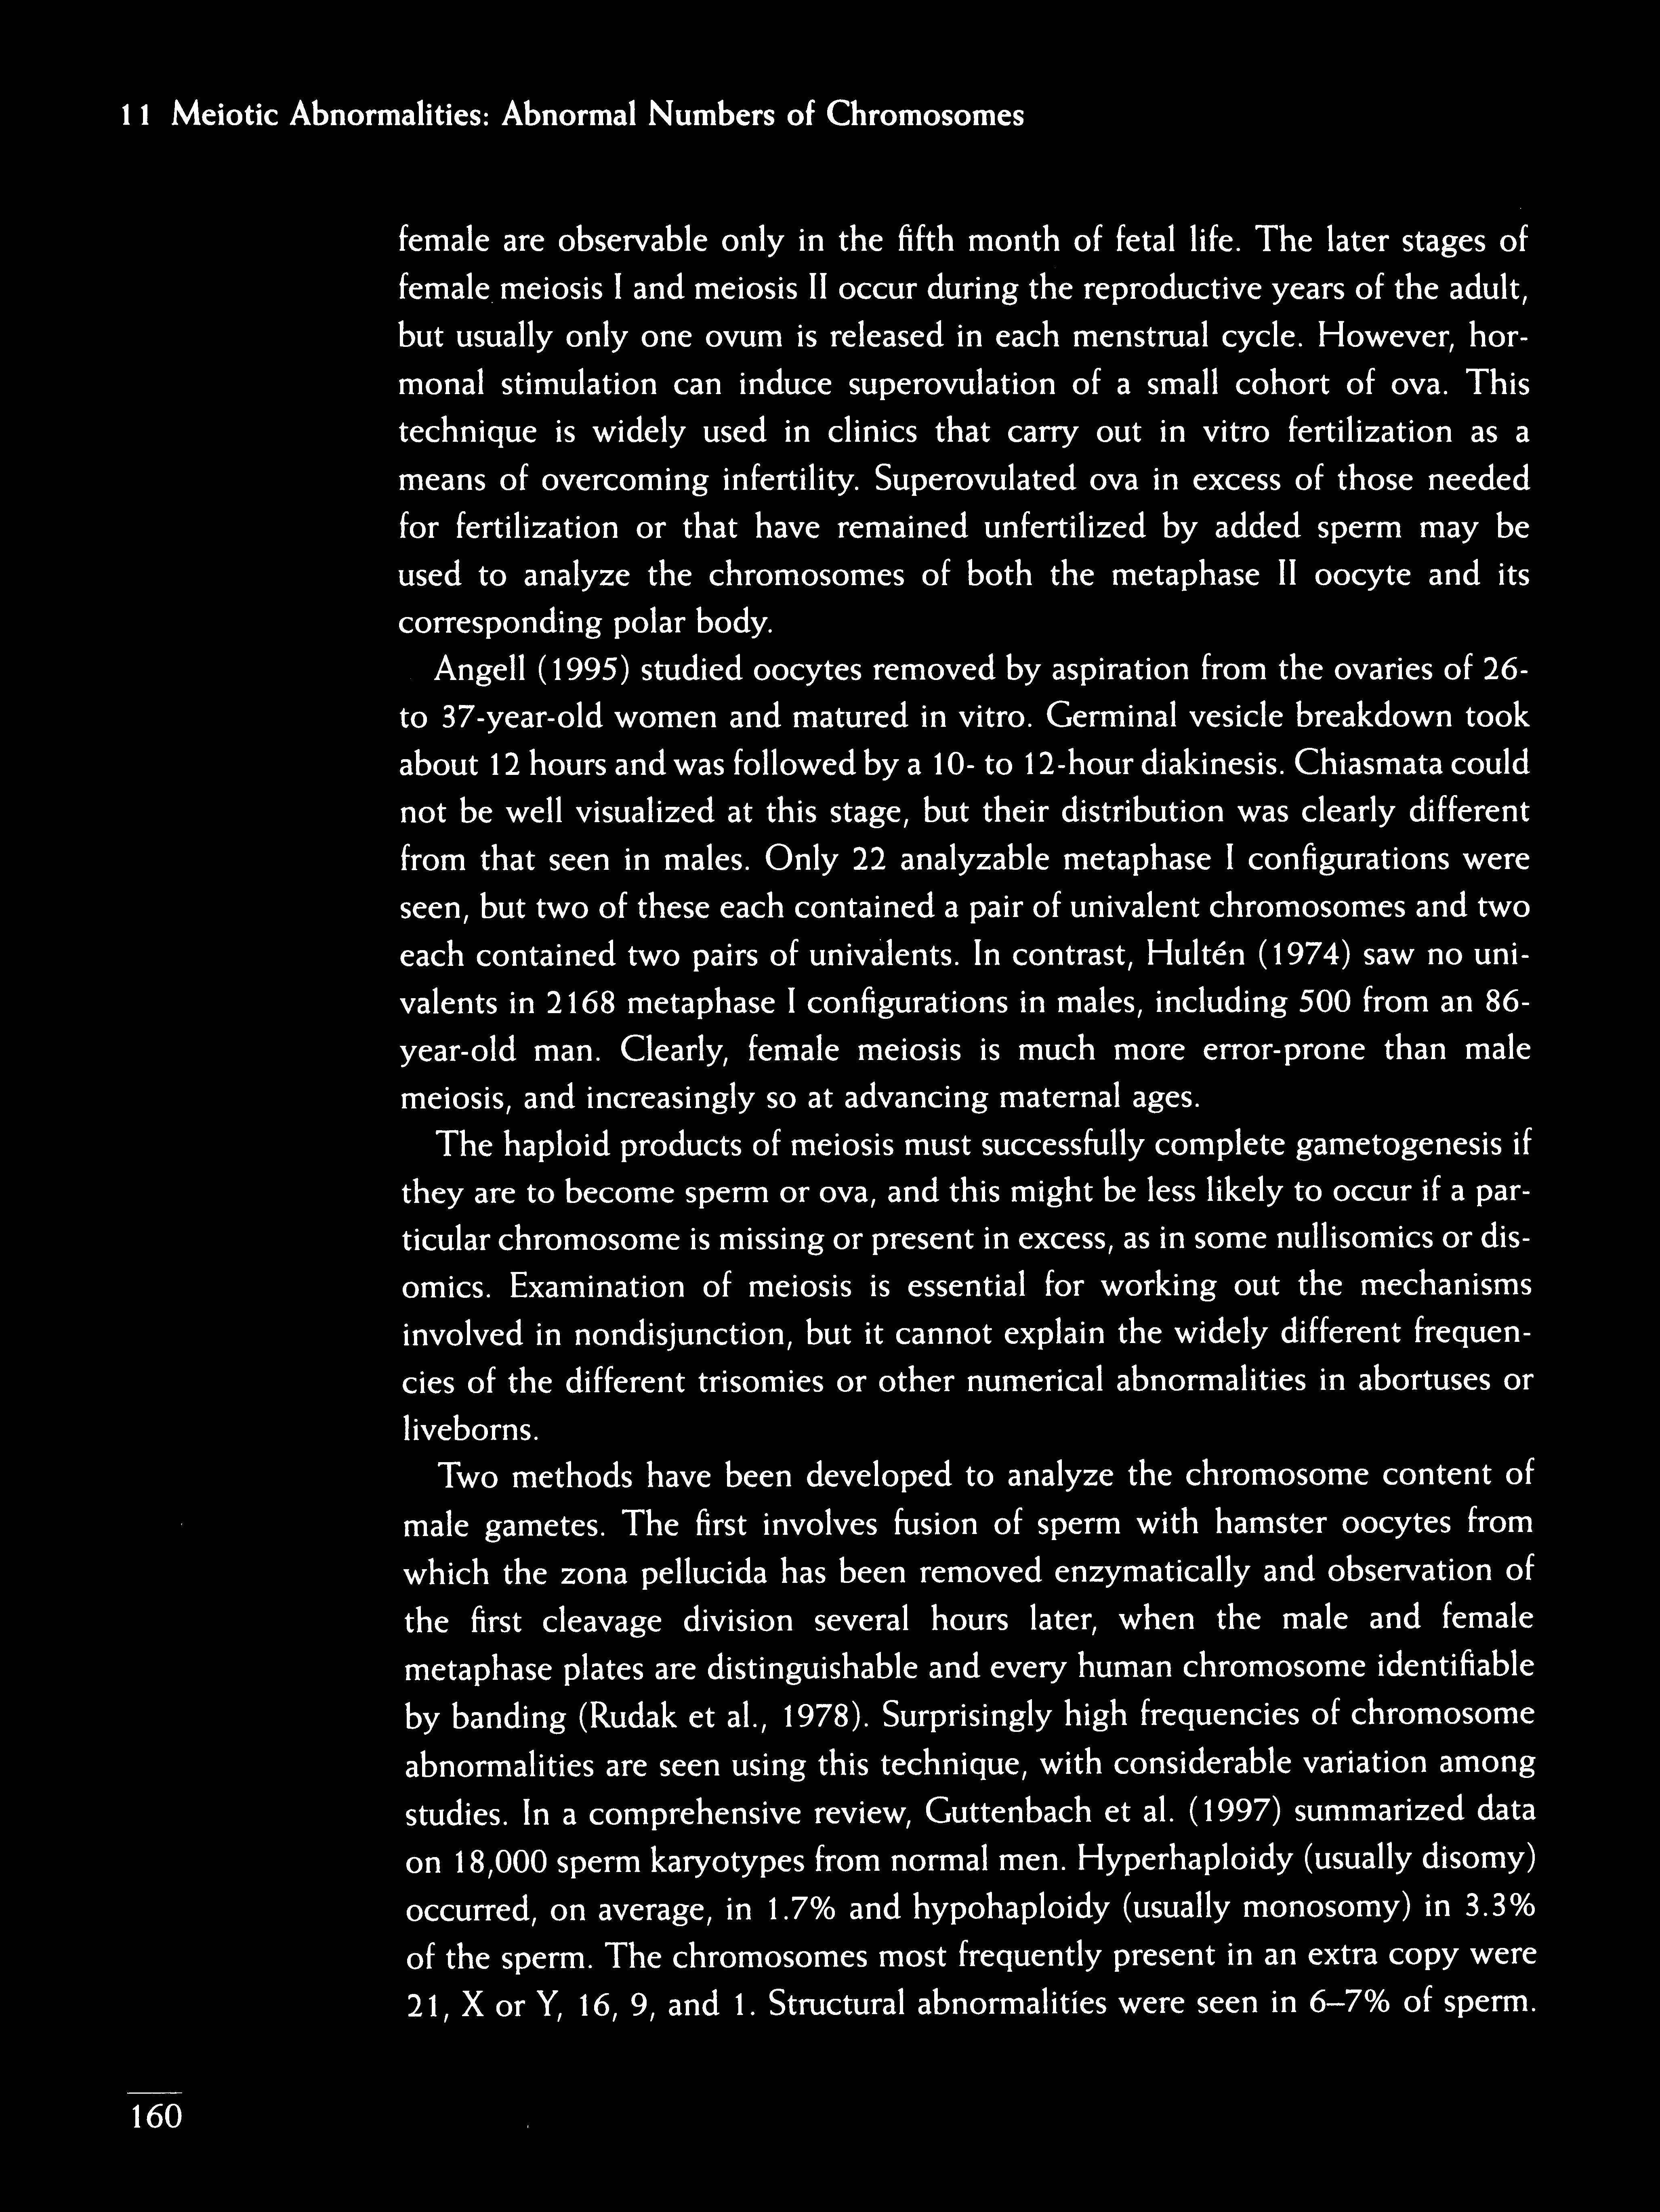 11 Meiotic Abnormalities: Abnormal Numbers of Chromosomes
female are observable only in the fifth month of fetal life. The later stages of
female meiosis I and meiosis II occur during the reproductive years of the adult,
but usually only one ovum is released in each menstrual cycle. However, hor-
monal stimulation can induce superovulation of a small cohort of ova. This
technique is widely used in clinics that carry out in vitro fertilization as a
means of overcoming infertility. Superovulated ova in excess of those needed
for fertilization or that have remained unfertilized by added sperm may be
used to analyze the chromosomes of both the metaphase II oocyte and its
corresponding polar body.
Angell (1995) studied oocytes removed by aspiration from the ovaries of 26-
to 37-year-old women and matured in vitro. Germinal vesicle breakdown took
about 12 hours and was followed by a 10- to 12-hour diakinesis. Chiasmata could
not be well visualized at this stage, but their distribution was clearly different
from that seen in males. Only 22 analyzable metaphase I configurations were
seen, but two of these each contained a pair of univalent chromosomes and two
each contained two pairs of univalents. In contrast, Hultén (1974) saw no uni-
valents in 2168 metaphase I configurations in males, including 500 from an 86-
year-old man. Clearly, female meiosis is much more error-prone than male
meiosis, and increasingly so at advancing maternal ages.
The haploid products of meiosis must successfully complete gametogenesis if
they are to become sperm or ova, and this might be less likely to occur if a par-
ticular chromosome is missing or present in excess, as in some nullisomics or dis-
omics. Examination of meiosis is essential for working out the mechanisms
involved in nondisjunction, but it cannot explain the widely different frequen-
cies of the different trisomies or other numerical abnormalities in abortuses or
liveborns.
Two methods have been developed to analyze the chromosome content of
male gametes. The first involves fusion of sperm with hamster oocytes from
which the zona pellucida has been removed enzymatically and observation of
the first cleavage division several hours later, when the male and female
metaphase plates are distinguishable and every human chromosome identifiable
by banding (Rudak et al., 1978). Surprisingly high frequencies of chromosome
abnormalities are seen using this technique, with considerable variation among
studies. In a comprehensive review, Guttenbach et al. (1997) summarized data
on 18,000 sperm karyotypes from normal men. Hyperhaploidy (usually disomy)
occurred, on average, in 1.7% and hypohaploidy (usually monosomy) in 3.3%
of the sperm. The chromosomes most frequently present in an extra copy were
21, X or Y, 16, 9, and 1. Structural abnormalities were seen in 6–7% of sperm.
160